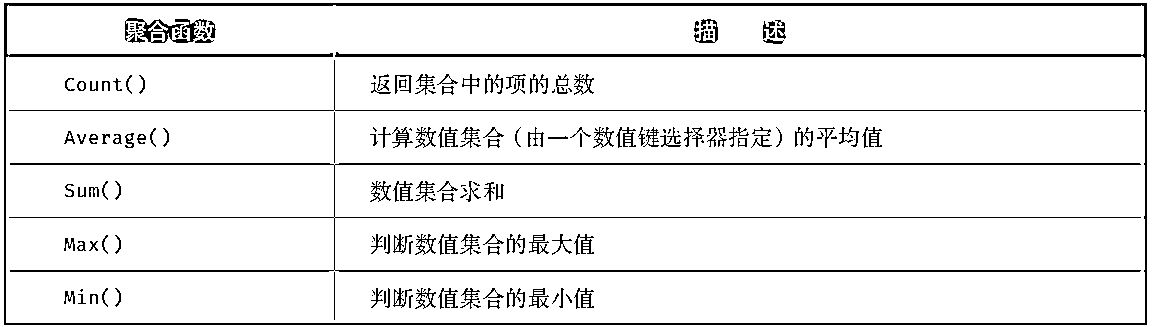 聚合函数 描 述
Count() 返回集合中的项的总数
Average() 计算数值集合(由一个数值键选择器指定)的平均值
Sum() 数值集合求和
Max() 判断数值集合的最大值
Min() 判断数值集合的最小值